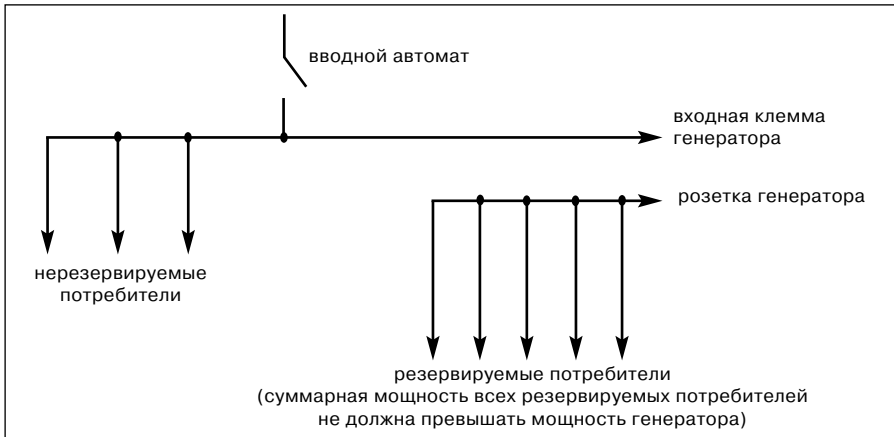 вводной автомат
входная клемма
генератора
розетка генератора
нерезервируемые
потребители
резервируемые потребители
(суммарная мощность всех резервируемых потребителей
не должна превышать мощность генератора)